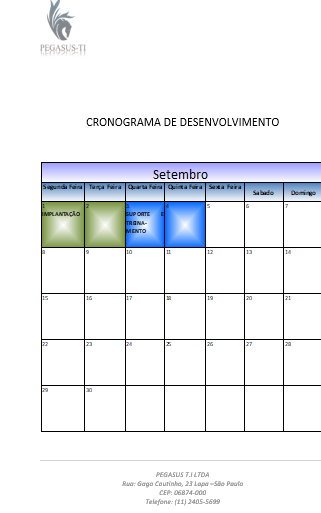 PEGASUS-TI
CRONOGRAMA DE DESENVOLVIMENTO
Setembro
Segunda Feira Terça Feira Quarta Feira Quinta Feira Sexta Feira Sabado Domingo
1 2 3 4 5 6 7
IMPLANTAÇÃO SUPORTE E
TREINA-
MENTO
8 9 10 11 12 13 14
15 16 17 18 19 20 21
22 23 24 25 26 27 28
29 30
PEGASUS T.I LTDA
Rua: Gago Coutinho, 23 Lapa –São Paulo
CEP: 06874-000
Telefone: (11) 2405-5699